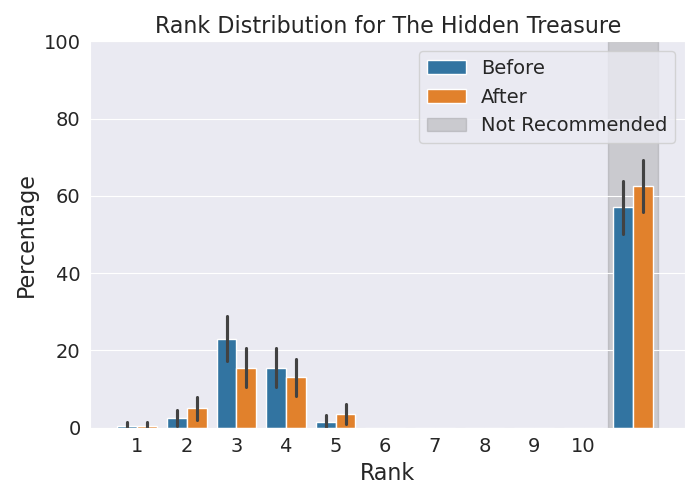 Rank Distribution for The Hidden Treasure
100
80
60
40
20
0
Percentage
Before
After
Not Recommended
1 2 3 4 5 6 7 8 9 10
Rank